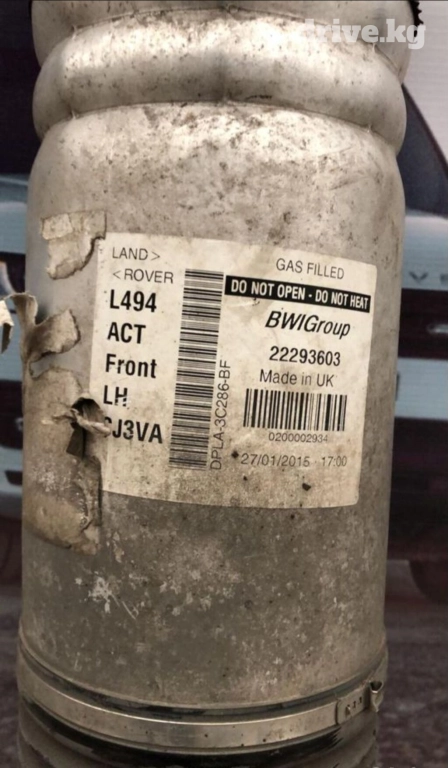 drive.kg
LAND >
< ROVER
L494
ACT
Front
LH
J3VA
DPLA-3C286-BF
GAS FILLED
DO NOT OPEN - DO NOT HEAT
BWIGroup
22293603
Made in UK
0200002934
27/01/2015 17:00